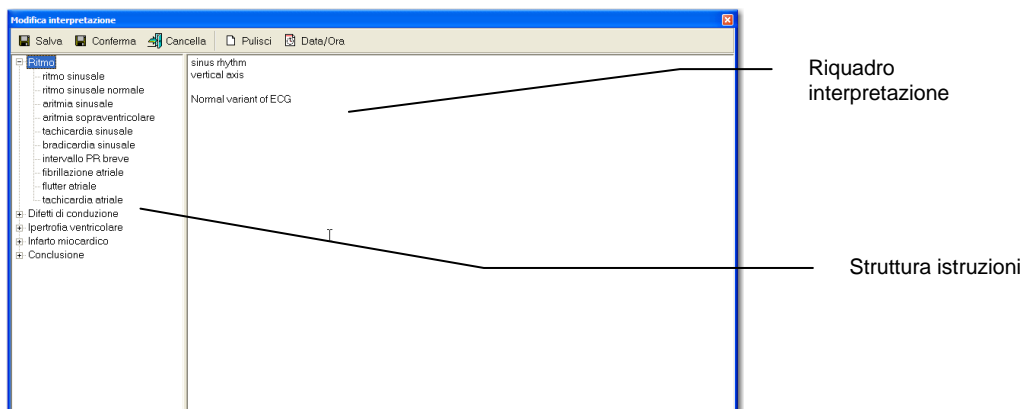 Modifica interpretazione
Salva Conferma Cancella Pulisci Data/Ora
Ritmo
ritmo sinusale
ritmo sinusale normale
aritmia sinusale
aritmia sopraventricolare
tachicardia sinusale
bradicardia sinusale
intervallo PR breve
fibrillazione atriale
flutter atriale
tachicardia atriale
Difetti di conduzione
Ipertrofia ventricolare
Infarto miocardico
Conclusione
sinus rhythm
vertical axis
Normal variant of ECG
Riquadro
interpretazione
Struttura istruzioni